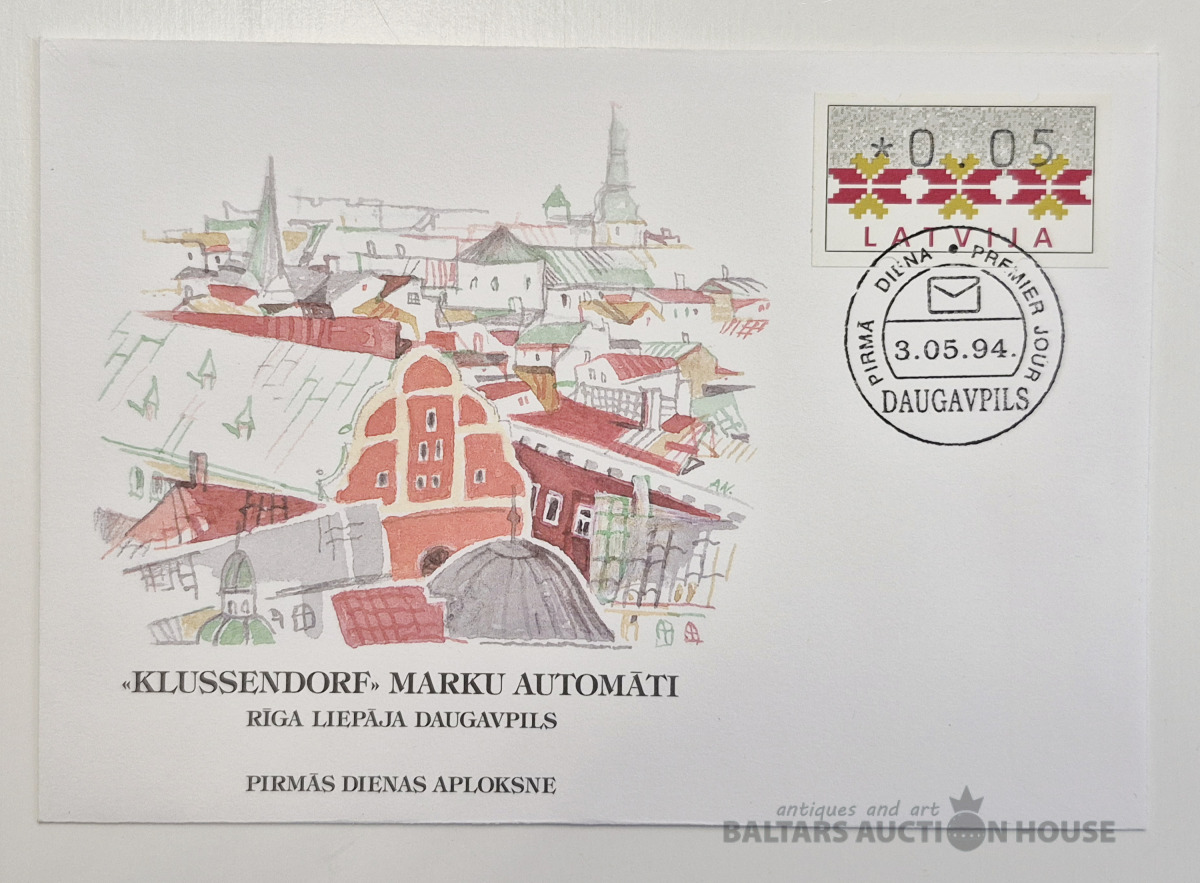 *0.05
LATVIJA
PIRMĀ DIENA • PREMIER JOUR
3.05.94.
DAUGAVPILS
AN.
«KLUSSENDORF» MARKU AUTOMĀTI
RĪGA LIEPĀJA DAUGAVPILS
PIRMĀS DIENAS APLOKSNE
antiques and art
BALTARS AUCTION HOUSE